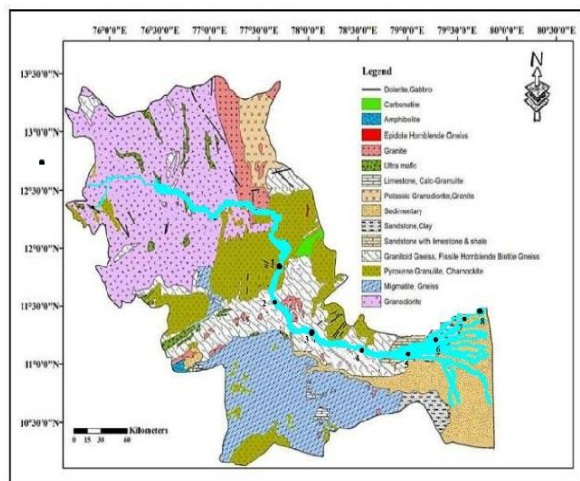 76°0'0" 76°30'0" 77°0'0" 77°30'0" 78°0'0" 78°30'0" 79°0'0" 79°30'0" 80°0'0"
13°30'0"N
13°0'0"N
12°30'0"N
12°0'0"N
11°30'0"N
11°0'0"N
10°30'0"N
N
Legend
Dolerite, Gabbro
Carbonatite
Amphibolite
Epidote Hornblende Gneiss
Granite
Ultra mafic
Limestone, Calc-Granulite
Potassic Granodiorite, Granite
Sedimentary
Sandstone, Clay
Sandstone with limestone & shale
Granitoid Gneiss, Fissile Hornblende Biotite Gneiss
Pyroxene Granulite, Charnockite
Migmatite, Gneiss
Granodiorite
1
2
3
4
5
6
7
8
0 15 30 60
Kilometers